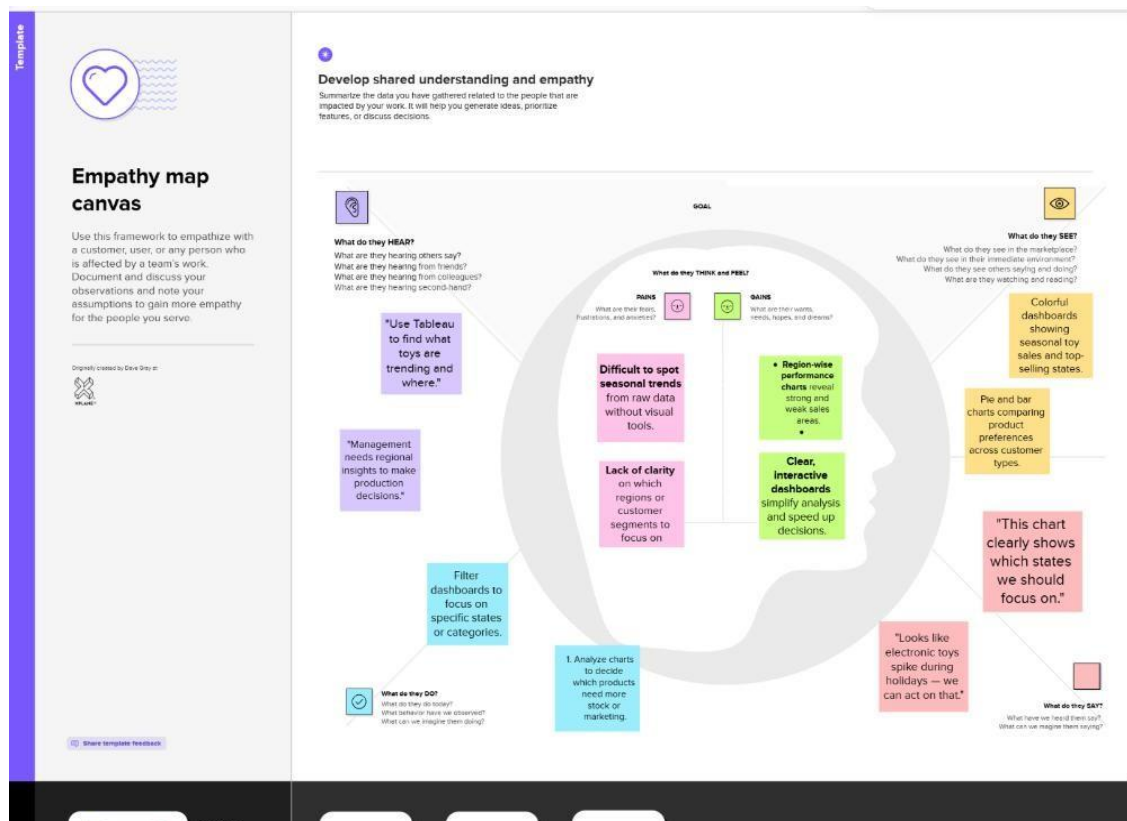 Template
Empathy map
canvas
Use this framework to empathize with
a customer, user, or any person who
is affected by a team's work.
Document and discuss your
observations and note your
assumptions to gain more empathy
for the people you serve.
Originally created by Dave Gray at
XPLANE
Share template feedback
Develop shared understanding and empathy
Summarize the data you have gathered related to the people that are
impacted by your work. It will help you generate ideas, prioritize
features, or discuss decisions.
GOAL
What do they HEAR?
What are they hearing others say?
What are they hearing from friends?
What are they hearing from colleagues?
What are they hearing second-hand?
"Use Tableau
to find what
toys are
trending and
where."
"Management
needs regional
insights to make
production
decisions."
What do they THINK and FEEL?
PAINS
What are their fears,
frustrations, and anxieties?
GAINS
What are their wants,
needs, hopes, and dreams?
Difficult to spot
seasonal trends
from raw data
without visual
tools.
Lack of clarity
on which
regions or
customer
segments to
focus on
• Region-wise
performance
charts reveal
strong and
weak sales
areas.
•
Clear,
interactive
dashboards
simplify analysis
and speed up
decisions.
What do they SEE?
What do they see in the marketplace?
What do they see in their immediate environment?
What do they see others saying and doing?
What are they watching and reading?
Colorful
dashboards
showing
seasonal toy
sales and top-
selling states.
Pie and bar
charts comparing
product
preferences
across customer
types.
Filter
dashboards to
focus on
specific states
or categories.
1. Analyze charts
to decide
which products
need more
stock or
marketing.
What do they DO?
What do they do today?
What behavior have we observed?
What can we imagine them doing?
"This chart
clearly shows
which states
we should
focus on."
"Looks like
electronic toys
spike during
holidays — we
can act on that."
What do they SAY?
What have we heard them say?
What can we imagine them saying?